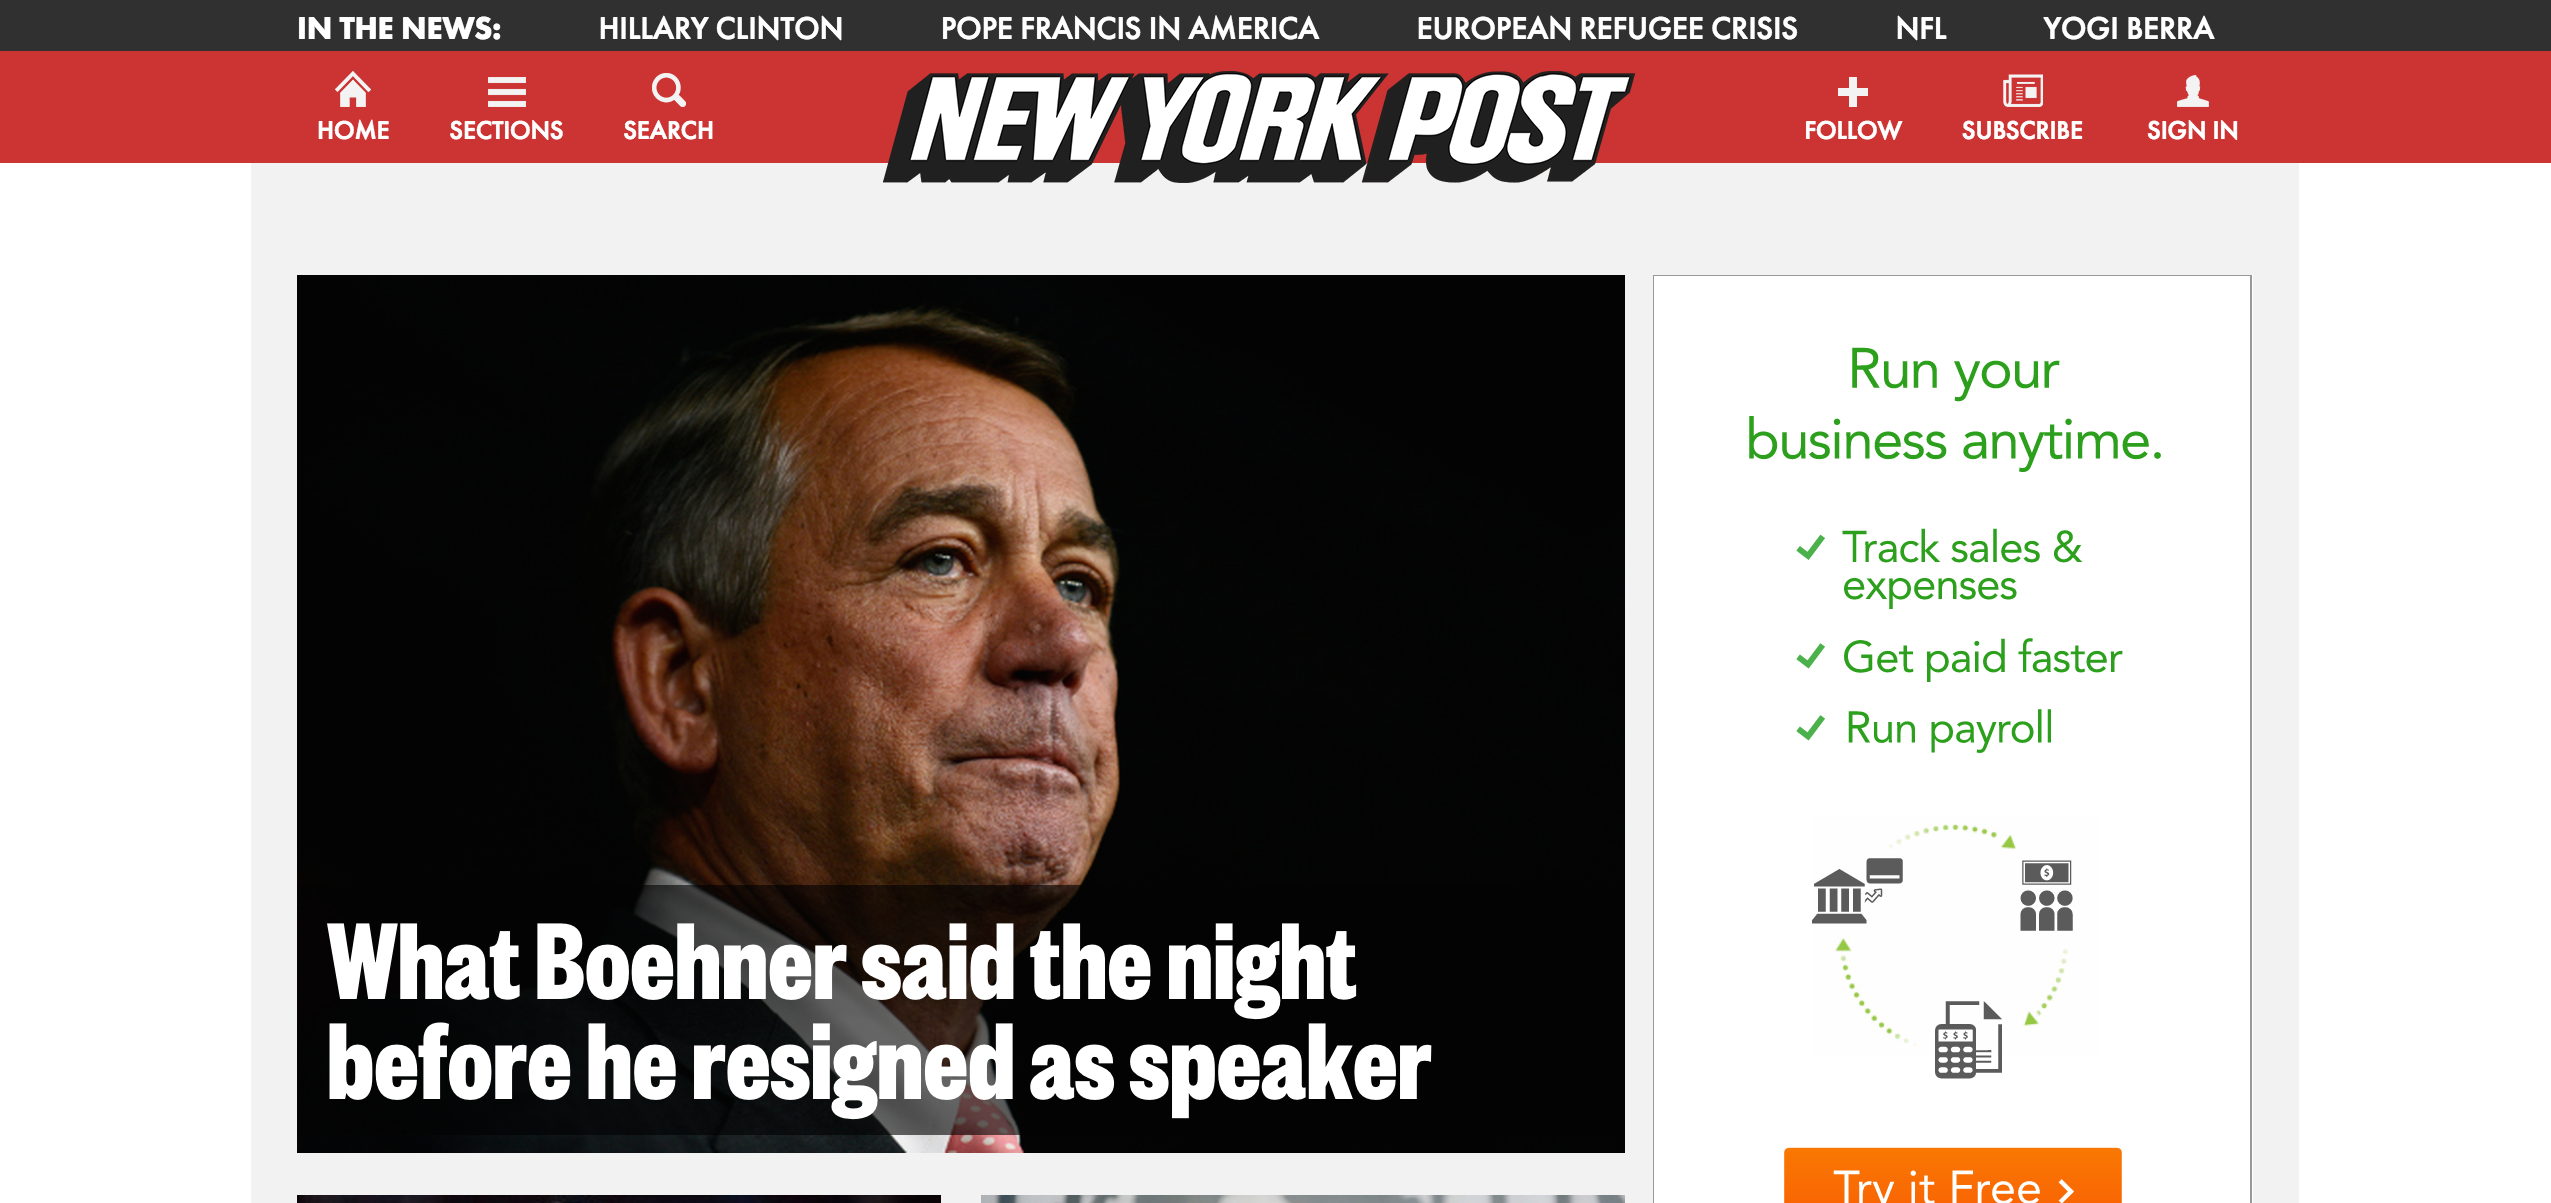 IN THE NEWS: HILLARY CLINTON POPE FRANCIS IN AMERICA EUROPEAN REFUGEE CRISIS NFL YOGI BERRA
HOME SECTIONS SEARCH NEW YORK POST FOLLOW SUBSCRIBE SIGN IN
What Boehner said the night
before he resigned as speaker
Run your
business anytime.
Track sales &
expenses
Get paid faster
Run payroll
$
$ $ $
Try it Free >